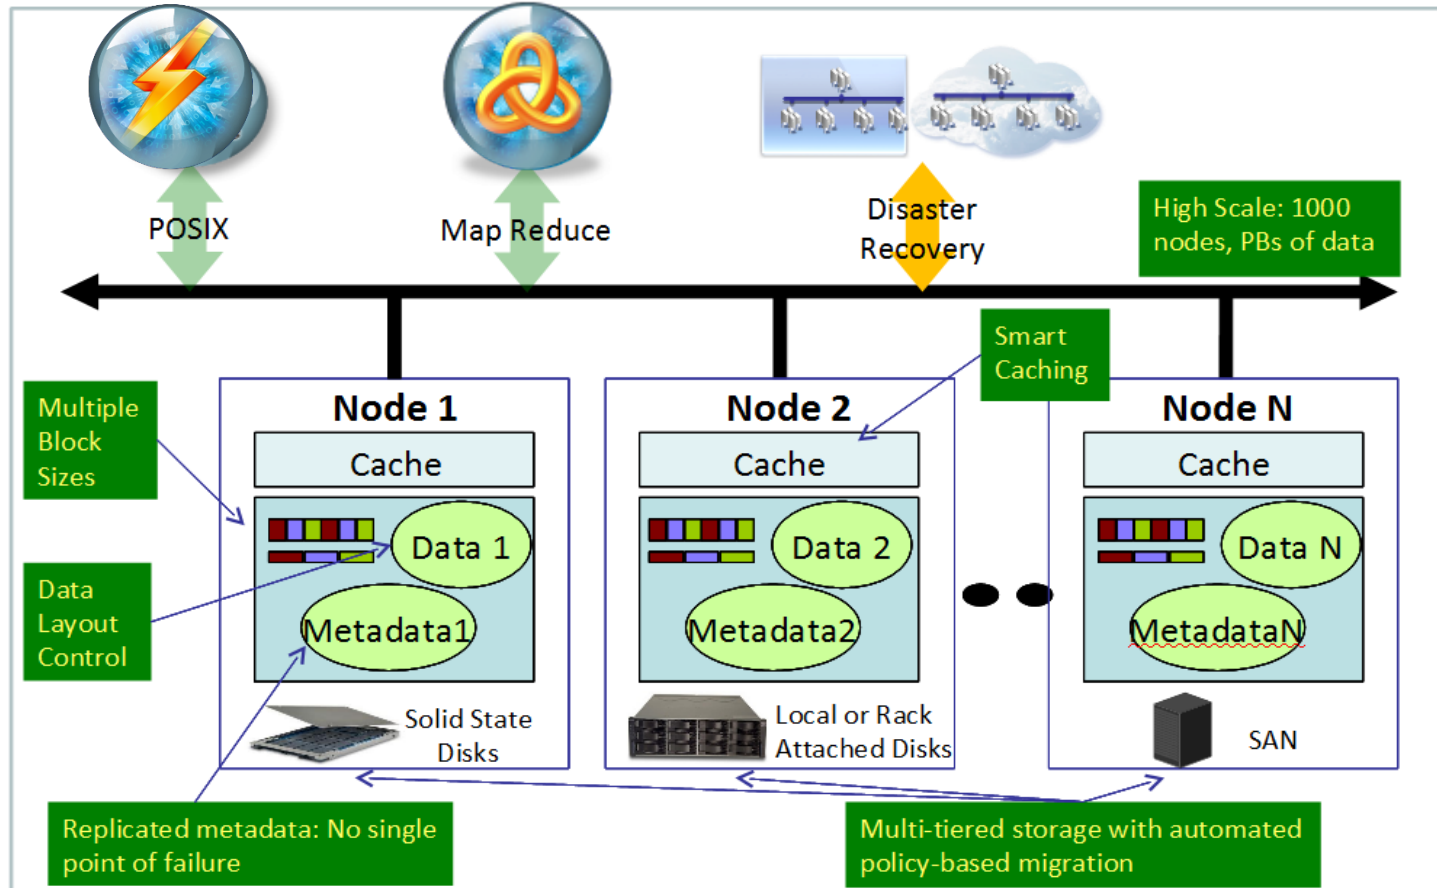 POSIX
Map Reduce
Disaster
Recovery
High Scale: 1000
nodes, PBs of data
Smart
Caching
Multiple
Block
Sizes
Data
Layout
Control
Node 1
Cache
Data 1
Metadata1
Solid State
Disks
Node 2
Cache
Data 2
Metadata2
Local or Rack
Attached Disks
Node N
Cache
Data N
MetadataN
SAN
Replicated metadata: No single
point of failure
Multi-tiered storage with automated
policy-based migration